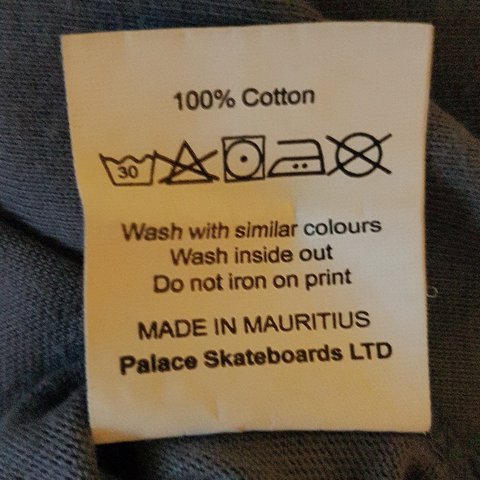 100% Cotton
30
Wash with similar colours
Wash inside out
Do not iron on print
MADE IN MAURITIUS
Palace Skateboards LTD